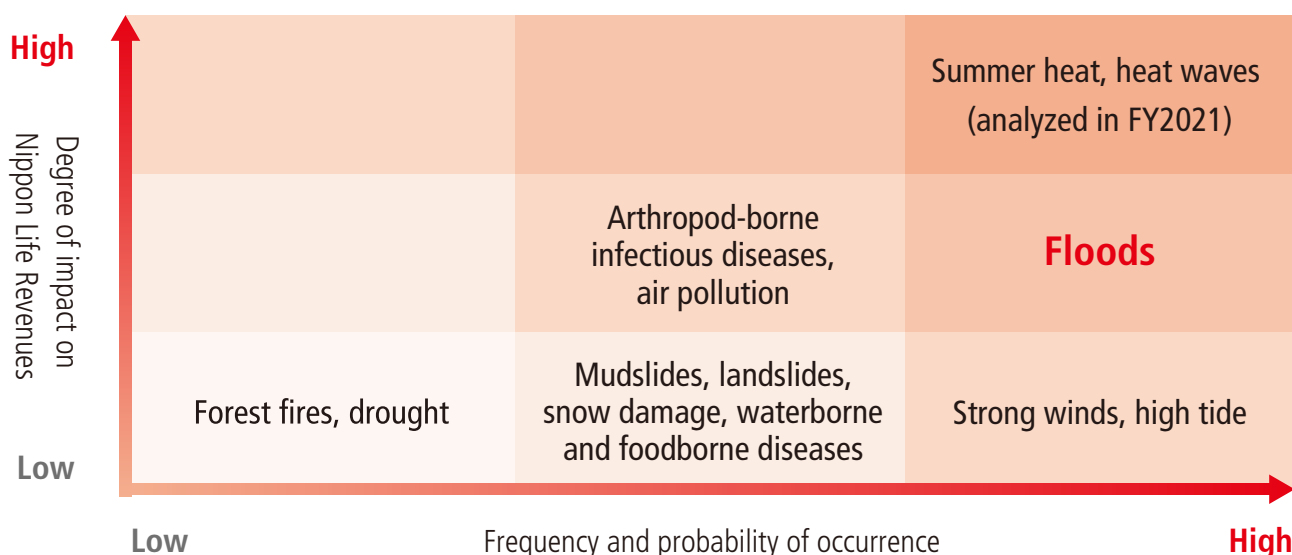 High
Degree of impact on
Nippon Life Revenues
Low
Summer heat, heat waves
(analyzed in FY2021)
Arthropod-borne
infectious diseases,
air pollution
Floods
Forest fires, drought
Mudslides, landslides,
snow damage, waterborne
and foodborne diseases
Strong winds, high tide
Low
Frequency and probability of occurrence
High